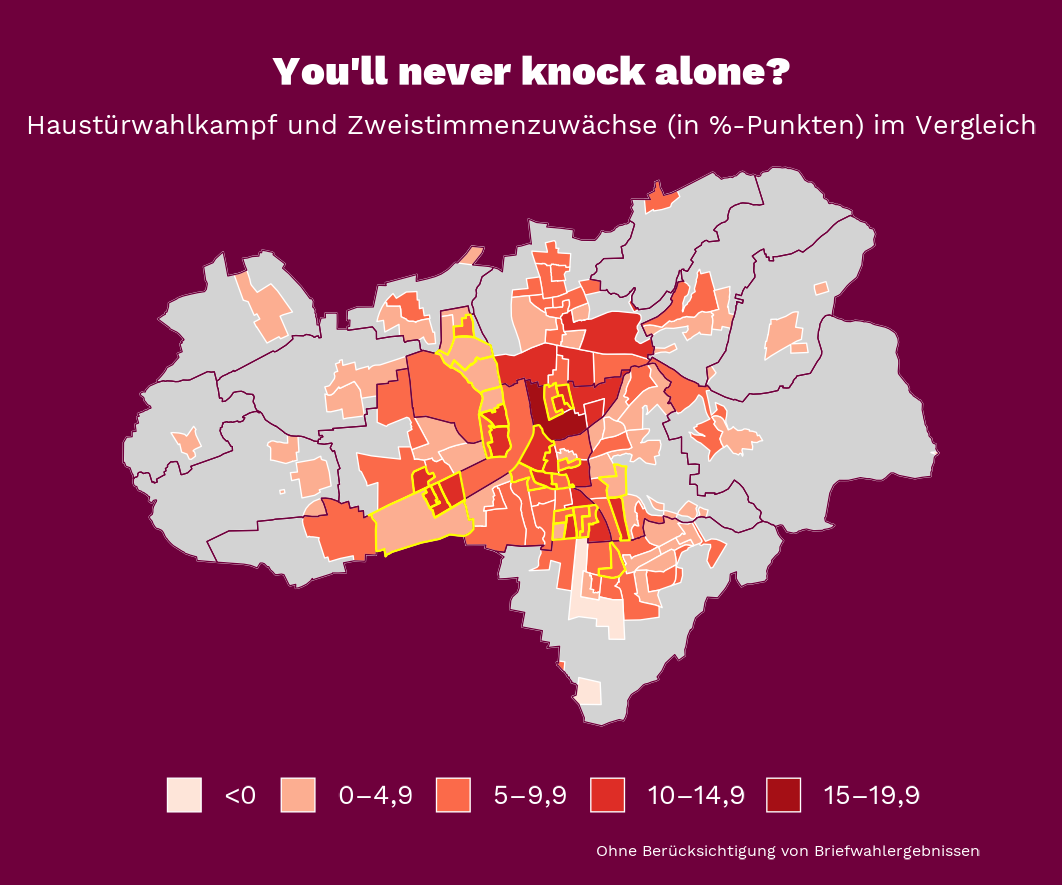 You'll never knock alone?
Haustürwahlkampf und Zweistimmenzuwächse (in %-Punkten) im Vergleich
<0 0–4,9 5–9,9 10–14,9 15–19,9
Ohne Berücksichtigung von Briefwahlergebnissen